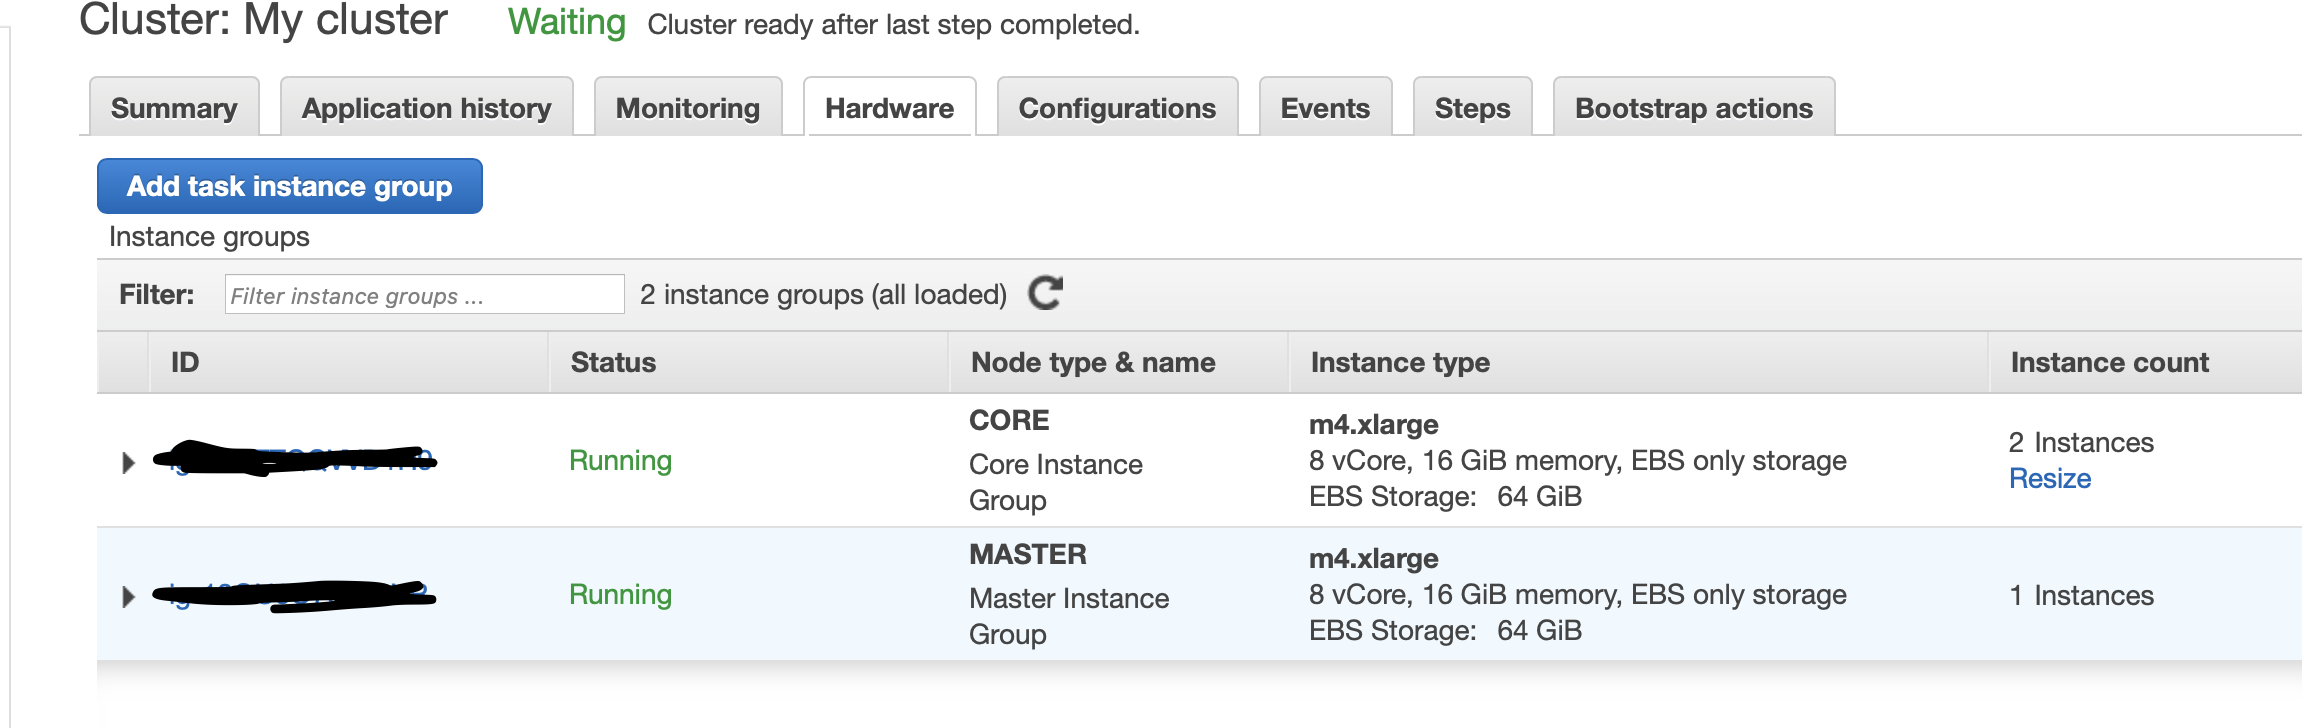 Cluster: My cluster Waiting Cluster ready after last step completed.
Summary Application history Monitoring Hardware Configurations Events Steps Bootstrap actions
Add task instance group
Instance groups
Filter: Filter instance groups ... 2 instance groups (all loaded)
ID Status Node type & name Instance type Instance count
Running
CORE
Core Instance
Group
m4.xlarge
8 vCore, 16 GiB memory, EBS only storage
EBS Storage: 64 GiB
2 Instances
Resize
Running
MASTER
Master Instance
Group
m4.xlarge
8 vCore, 16 GiB memory, EBS only storage
EBS Storage: 64 GiB
1 Instances